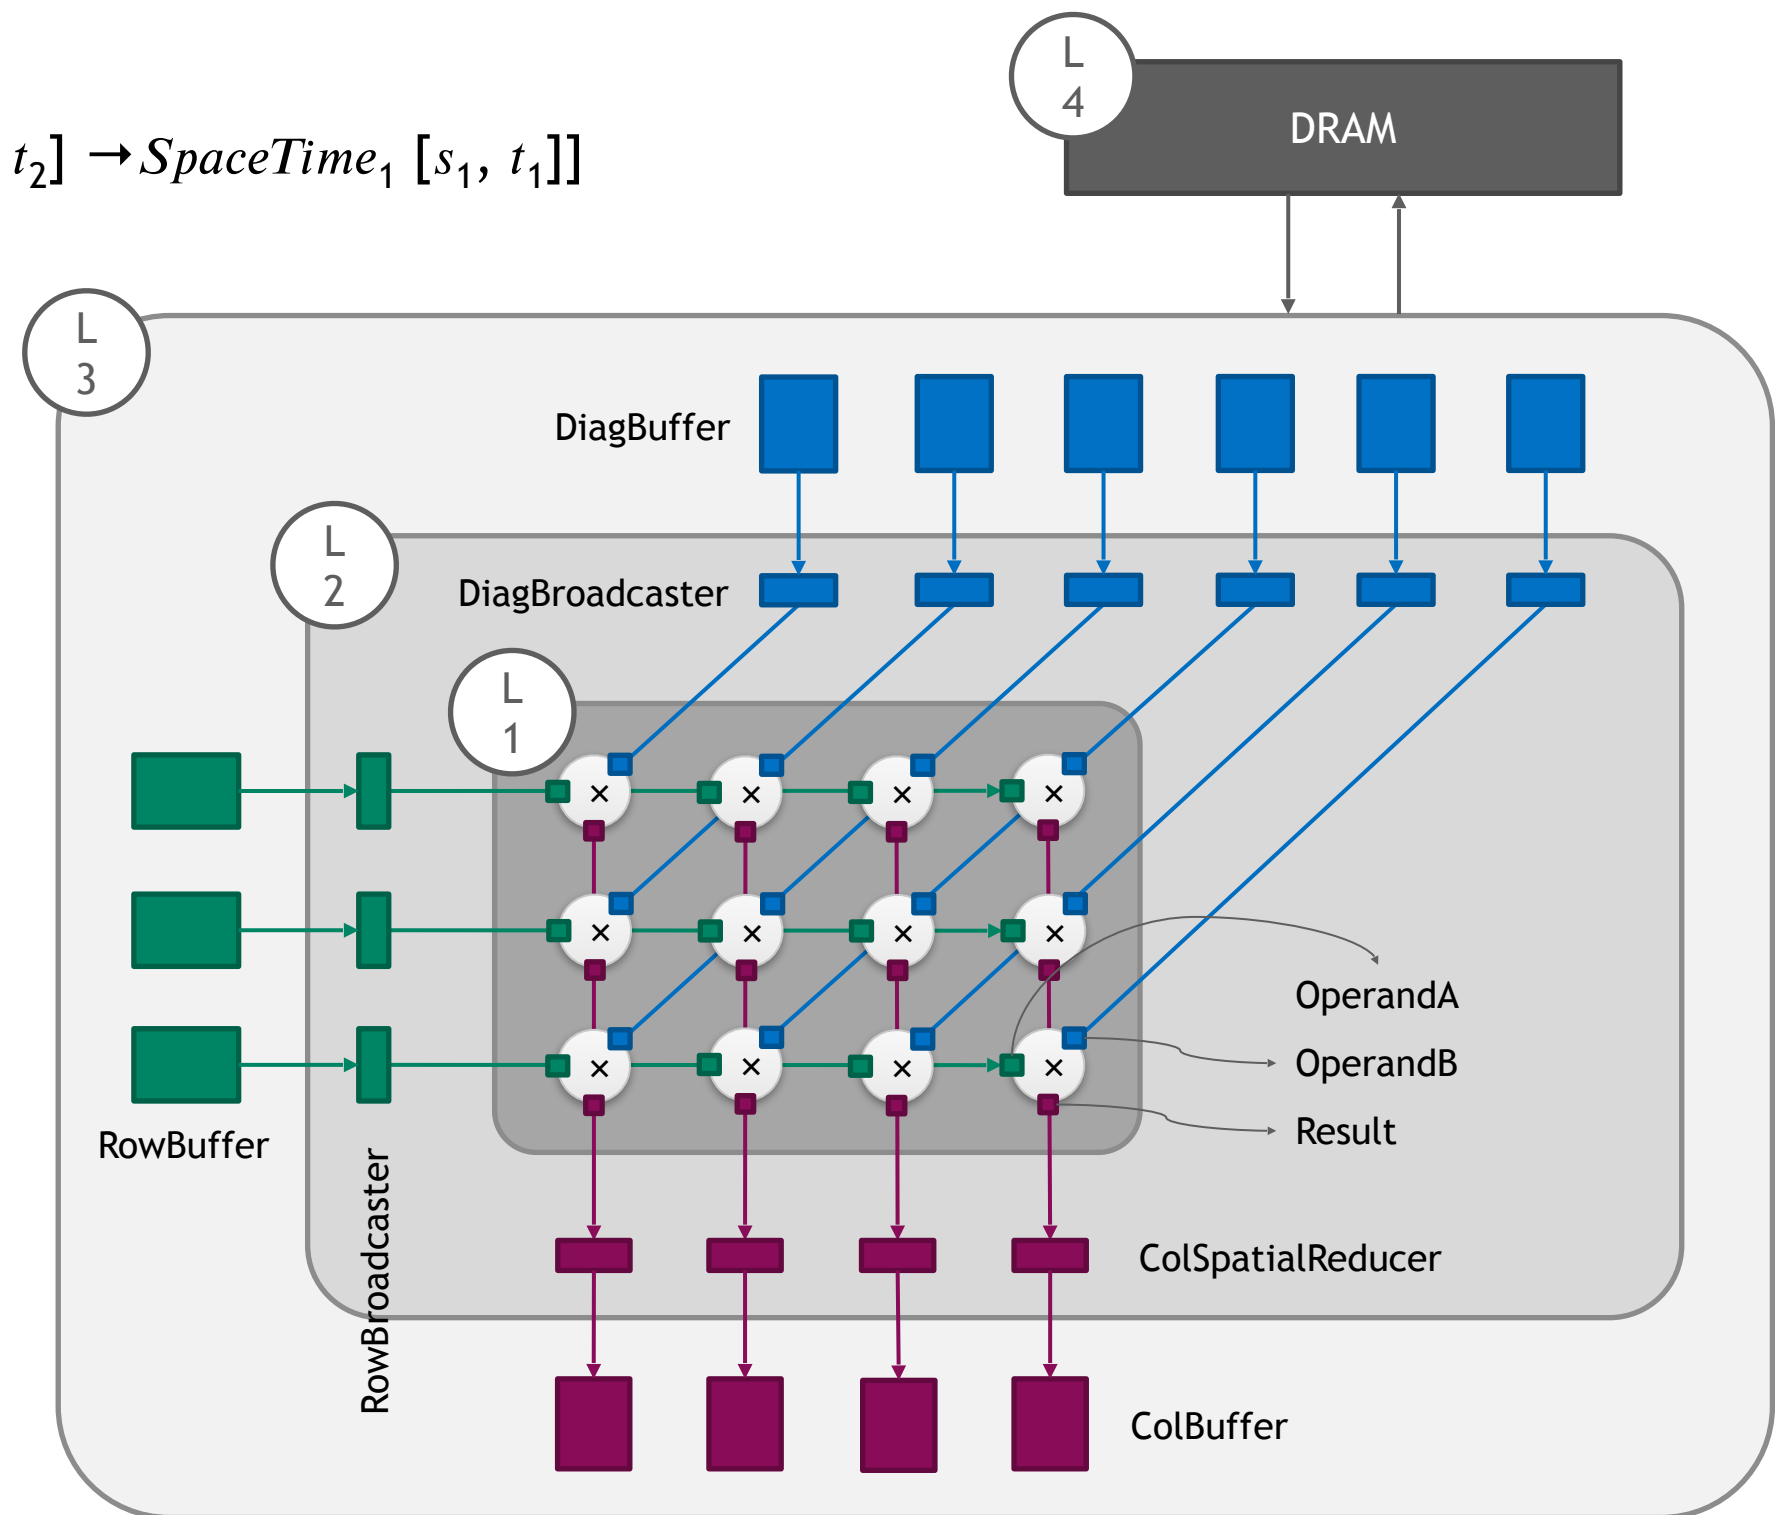 L
4
DRAM
t₂] → SpaceTime₁ [s₁, t₁]]
L
3
DiagBuffer
L
2
DiagBroadcaster
L
1
× × × ×
× × × ×
OperandA
× × × ×
OperandB
Result
RowBuffer
RowBroadcaster
ColSpatialReducer
ColBuffer